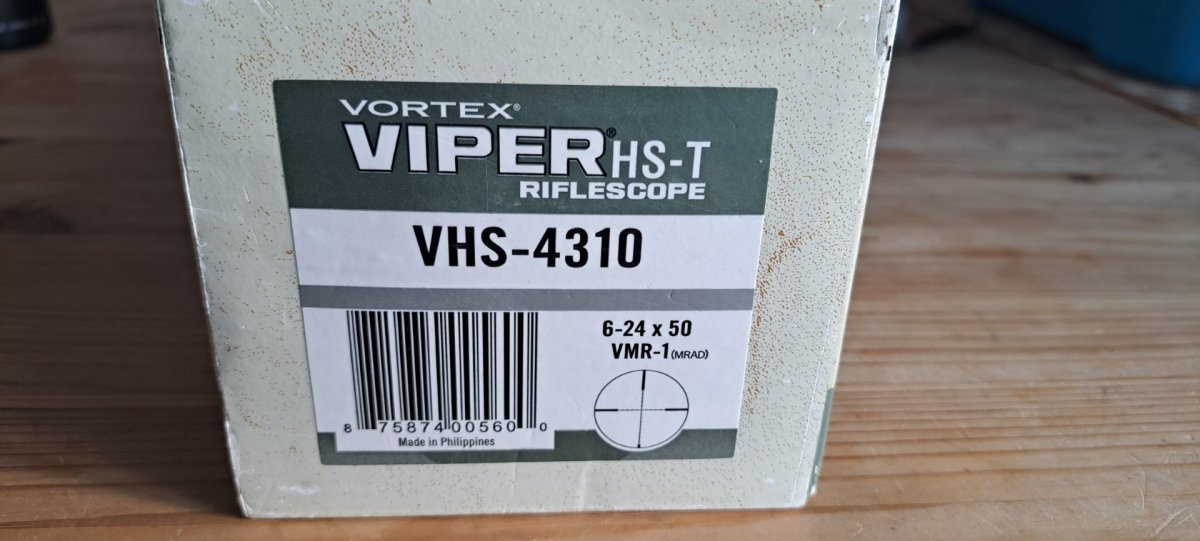 VORTEX®
VIPER® HS-T
RIFLESCOPE
VHS-4310
6-24 x 50
VMR-1 (MRAD)
8 75874 00560 0
Made in Philippines